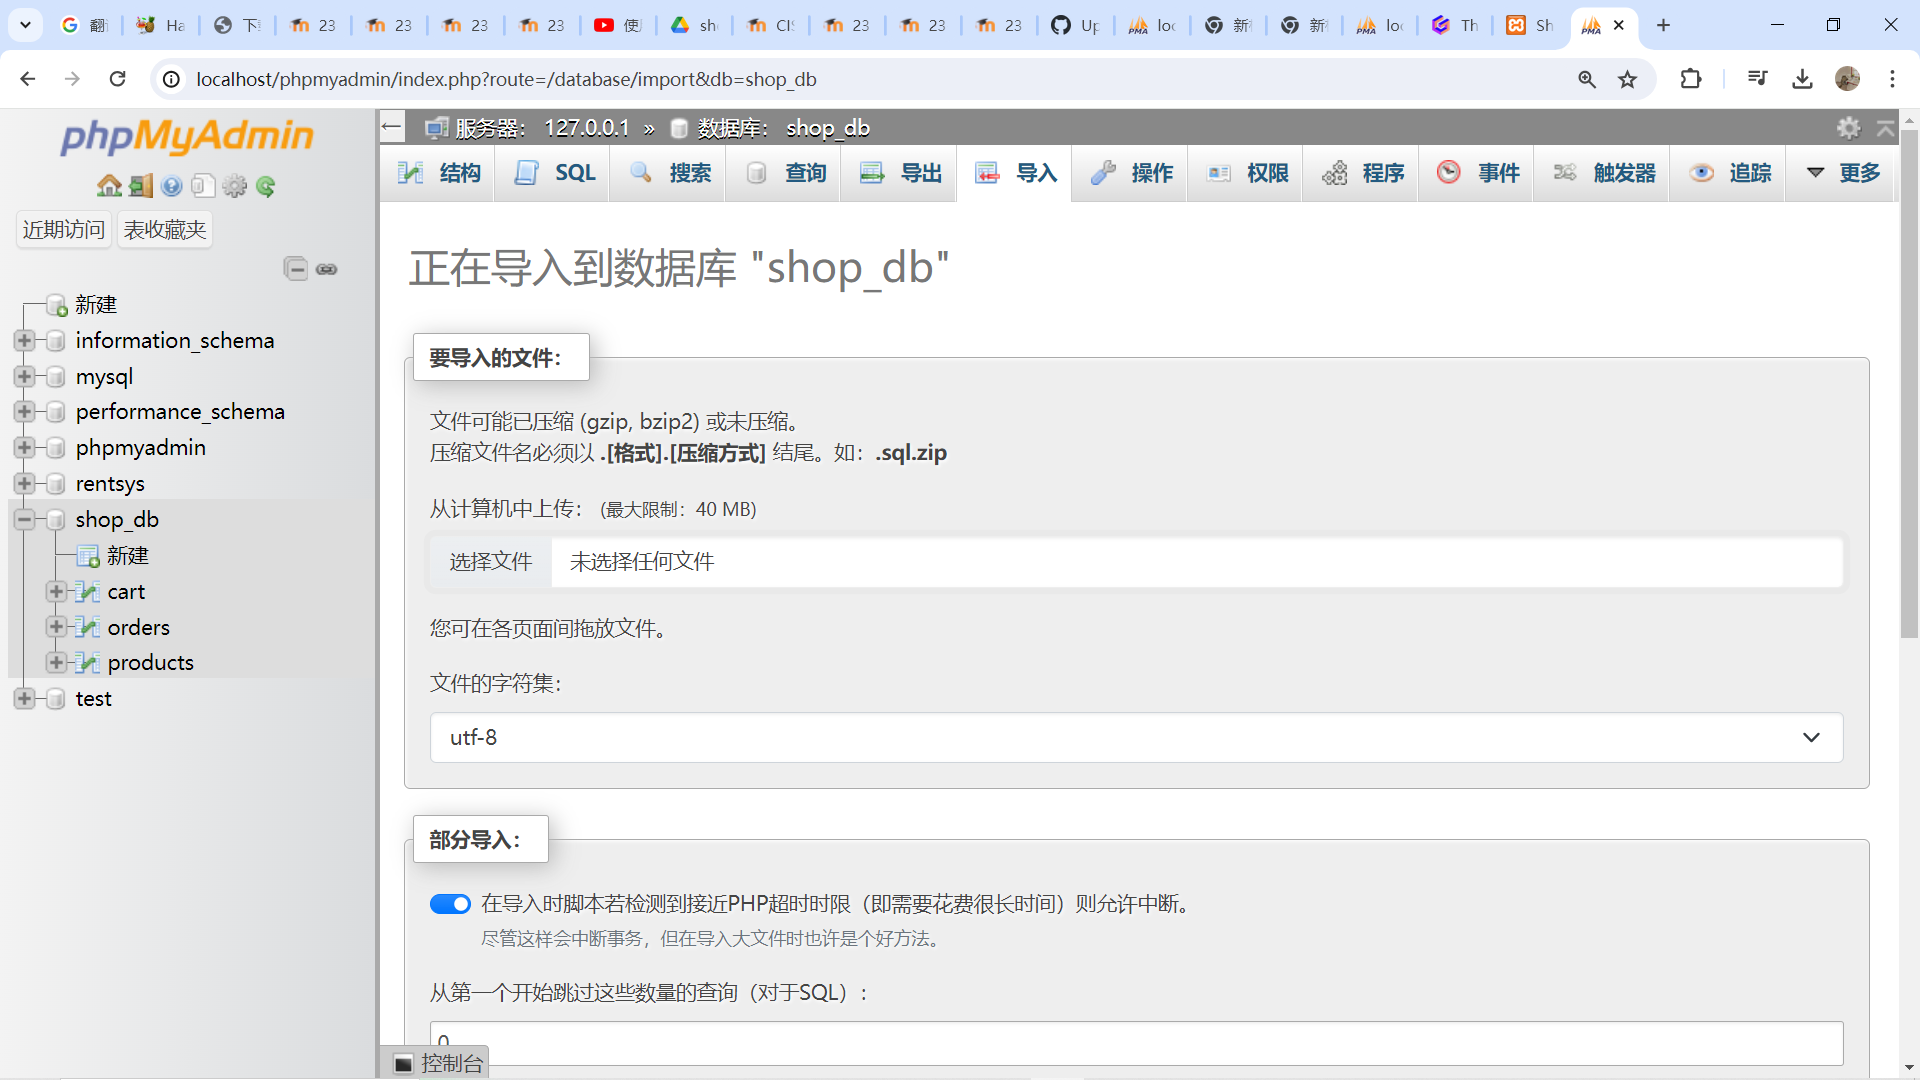 翻
Ha
下
23
23
23
23
使
sho
CIS
23
23
23
Up
loc
新
新
loc
Th
Sh
localhost/phpmyadmin/index.php?route=/database/import&db=shop_db
phpMyAdmin
近期访问 表收藏夹
新建
information_schema
mysql
performance_schema
phpmyadmin
rentsys
shop_db
新建
cart
orders
products
test
服务器: 127.0.0.1 » 数据库: shop_db
结构 SQL 搜索 查询 导出 导入 操作 权限 程序 事件 触发器 追踪 更多
正在导入到数据库 "shop_db"
要导入的文件:
文件可能已压缩 (gzip, bzip2) 或未压缩。
压缩文件名必须以 .[格式].[压缩方式] 结尾。如：.sql.zip
从计算机中上传： (最大限制：40 MB)
选择文件 未选择任何文件
您可在各页面间拖放文件。
文件的字符集:
utf-8
部分导入:
在导入时脚本若检测到接近PHP超时时限（即需要花费很长时间）则允许中断。
尽管这样会中断事务，但在导入大文件时也许是个好方法。
从第一个开始跳过这些数量的查询（对于SQL）:
0
控制台